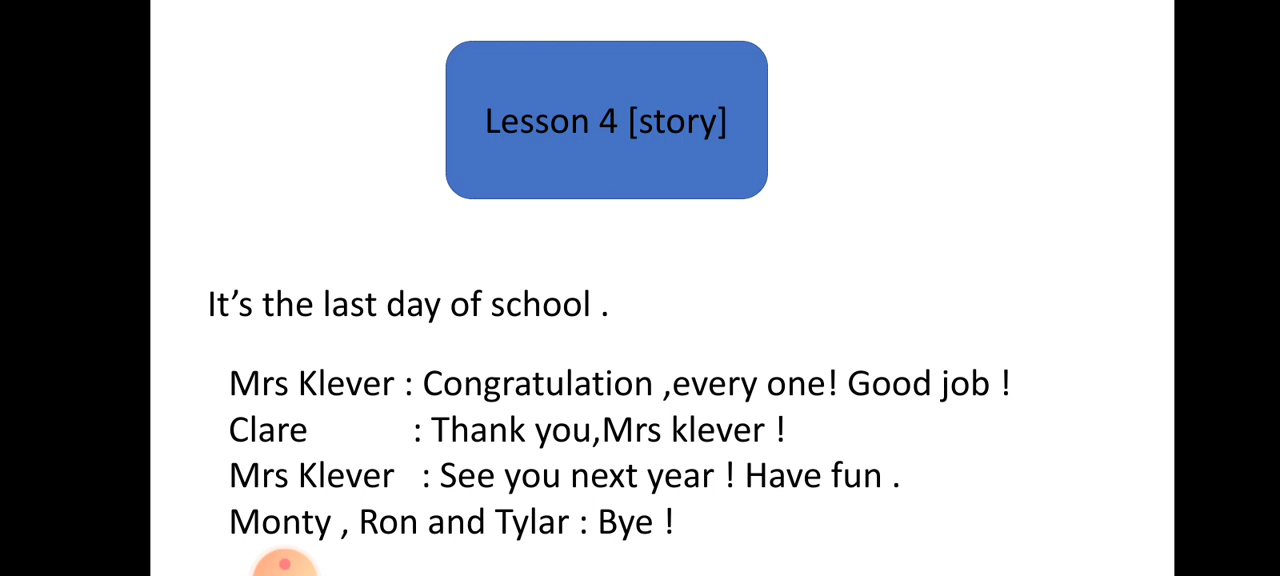 Lesson 4 [story]
It’s the last day of school .
Mrs Klever : Congratulation ,every one! Good job !
Clare : Thank you,Mrs klever !
Mrs Klever : See you next year ! Have fun .
Monty , Ron and Tylar : Bye !